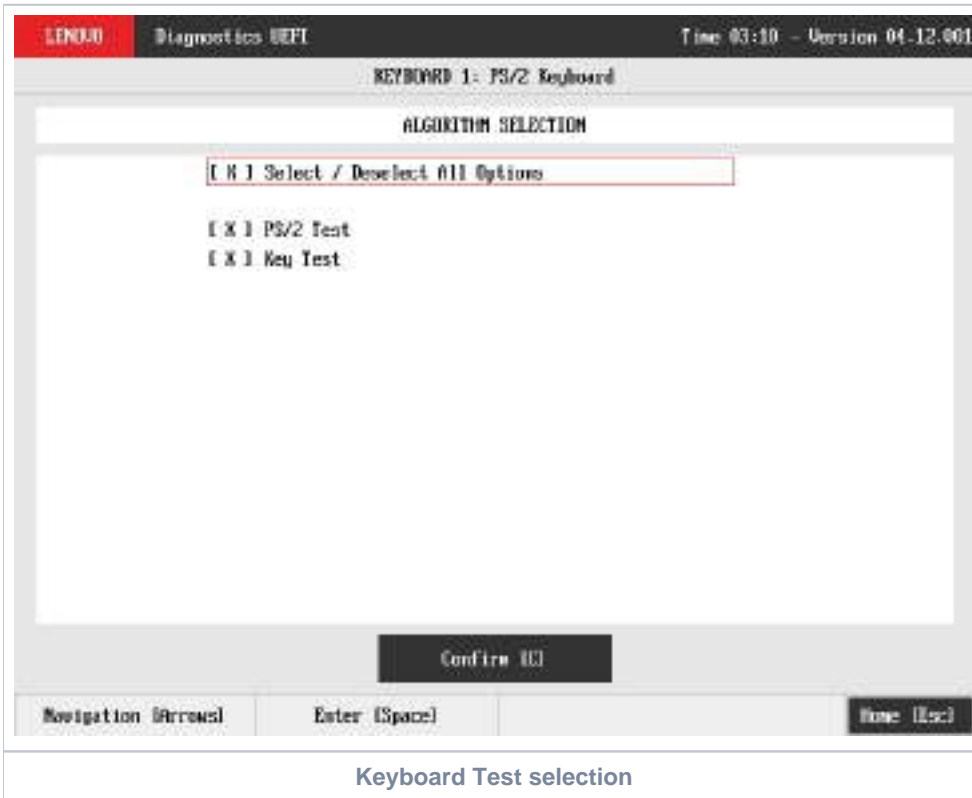 LENOVO Diagnostics UEFI Time 03:10 - Version 04.12.001
KEYBOARD 1: PS/2 Keyboard
ALGORITHM SELECTION
[ X ] Select / Deselect All Options
[ X ] PS/2 Test
[ X ] Key Test
Confirm [C]
Navigation [Arrows] Enter [Space] Home [Esc]
Keyboard Test selection